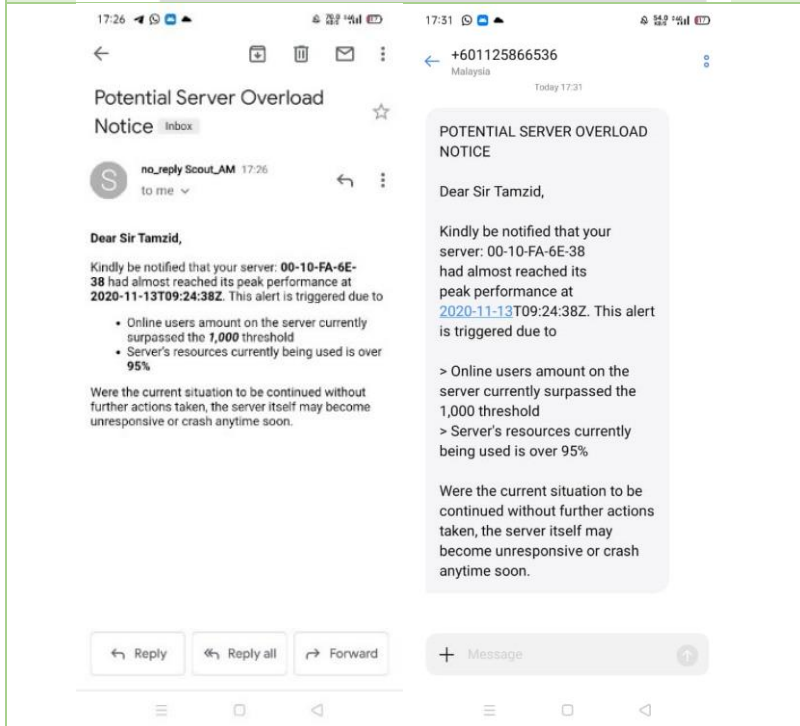 17:26
17
Potential Server Overload
Notice Inbox
S
no_reply Scout_AM 17:26
to me
Dear Sir Tamzid,
Kindly be notified that your server: 00-10-FA-6E-
38 had almost reached its peak performance at
2020-11-13T09:24:38Z. This alert is triggered due to
• Online users amount on the server currently
surpassed the 1,000 threshold
• Server's resources currently being used is over
95%
Were the current situation to be continued without
further actions taken, the server itself may become
unresponsive or crash anytime soon.
Reply
Reply all
Forward
17:31
17
+601125866536
Malaysia
Today 17:31
POTENTIAL SERVER OVERLOAD
NOTICE
Dear Sir Tamzid,
Kindly be notified that your
server: 00-10-FA-6E-38
had almost reached its
peak performance at
2020-11-13T09:24:38Z. This alert
is triggered due to
> Online users amount on the
server currently surpassed the
1,000 threshold
> Server's resources currently
being used is over 95%
Were the current situation to be
continued without further actions
taken, the server itself may
become unresponsive or crash
anytime soon.
Message